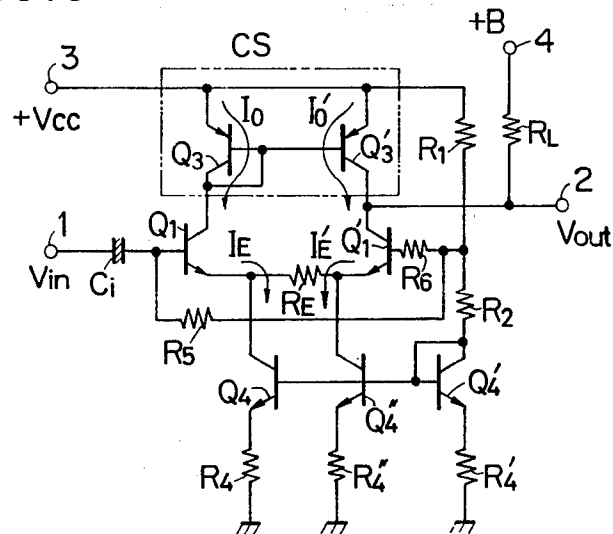 CS
+B
3
4
+Vcc
I0
I0'
Q3
Q3'
R1
RL
2
Vout
1
Vin
Ci
Q1
IE
IE'
Q1'
R6
RE
R2
R5
Q4
Q4''
Q4'
R4
R4''
R4'